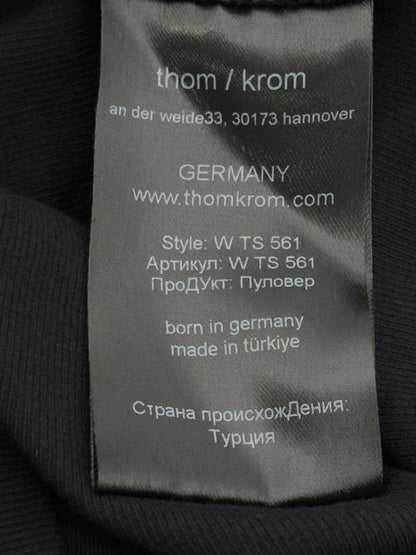 thom / krom
an der weide33, 30173 hannover
GERMANY
www.thomkrom.com
Style: W TS 561
Артикул: W TS 561
ПроДУкт: Пуловер
born in germany
made in türkiye
Страна происхожДения:
Турция